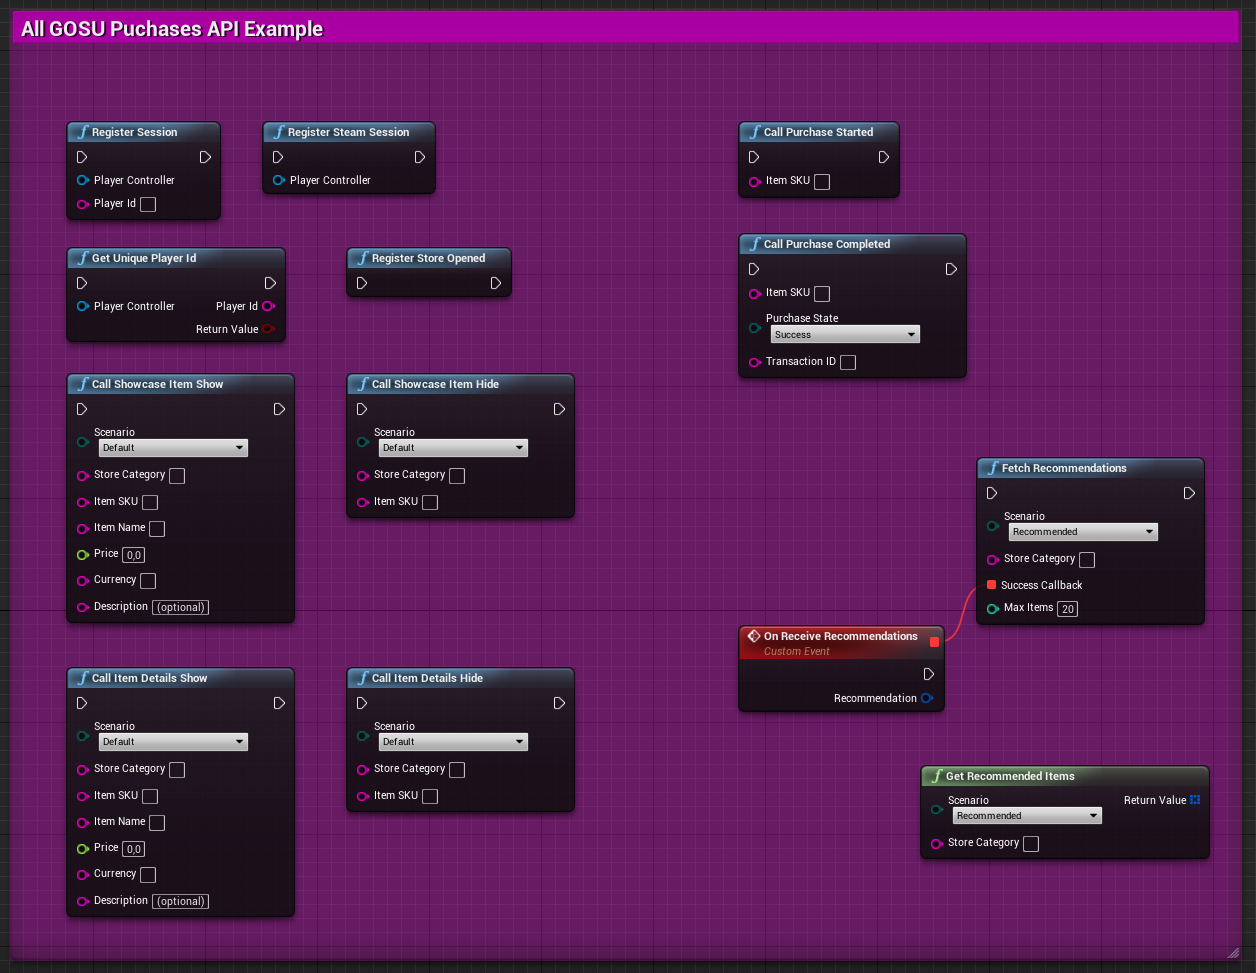 All GOSU Puchases API Example
f Register Session
Player Controller
Player Id
f Register Steam Session
Player Controller
f Get Unique Player Id
Player Controller Player Id
Return Value
f Register Store Opened
f Call Showcase Item Show
Scenario
Default
Store Category
Item SKU
Item Name
Price 0,0
Currency
Description (optional)
f Call Showcase Item Hide
Scenario
Default
Store Category
Item SKU
f Call Item Details Show
Scenario
Default
Store Category
Item SKU
Item Name
Price 0,0
Currency
Description (optional)
f Call Item Details Hide
Scenario
Default
Store Category
Item SKU
f Call Purchase Started
Item SKU
f Call Purchase Completed
Item SKU
Purchase State
Success
Transaction ID
f Fetch Recommendations
Scenario
Recommended
Store Category
Success Callback
Max Items 20
On Receive Recommendations
Custom Event
Recommendation
f Get Recommended Items
Scenario Return Value
Recommended
Store Category